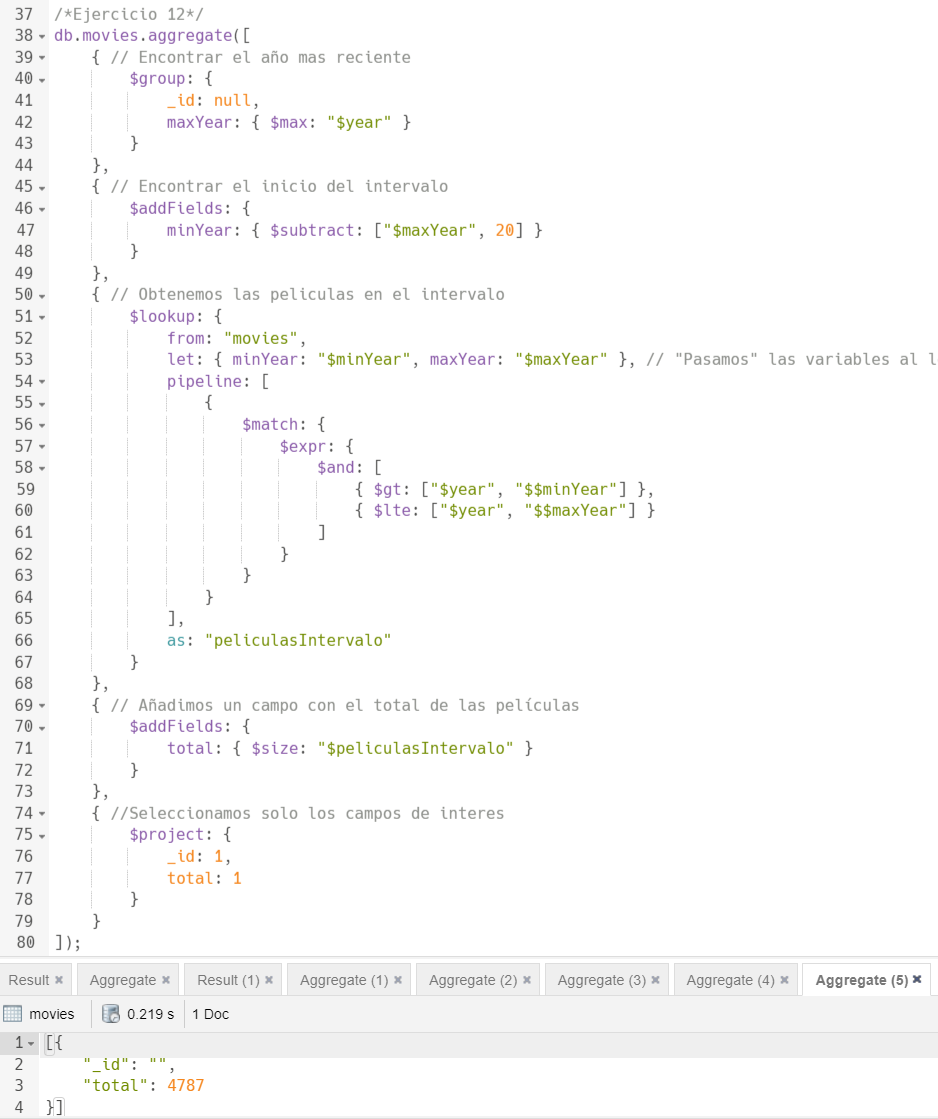 37 /*Ejercicio 12*/
38 db.movies.aggregate([
39 { // Encontrar el año mas reciente
40 $group: {
41 _id: null,
42 maxYear: { $max: "$year" }
43 }
44 },
45 { // Encontrar el inicio del intervalo
46 $addFields: {
47 minYear: { $subtract: ["$maxYear", 20] }
48 }
49 },
50 { // Obtenemos las peliculas en el intervalo
51 $lookup: {
52 from: "movies",
53 let: { minYear: "$minYear", maxYear: "$maxYear" }, // "Pasamos" las variables al l
54 pipeline: [
55 {
56 $match: {
57 $expr: {
58 $and: [
59 { $gt: ["$year", "$$minYear"] },
60 { $lte: ["$year", "$$maxYear"] }
61 ]
62 }
63 }
64 }
65 ],
66 as: "peliculasIntervalo"
67 }
68 },
69 { // Añadimos un campo con el total de las películas
70 $addFields: {
71 total: { $size: "$peliculasIntervalo" }
72 }
73 },
74 { //Seleccionamos solo los campos de interes
75 $project: {
76 _id: 1,
77 total: 1
78 }
79 }
80 ]);
Result × Aggregate × Result (1) × Aggregate (1) × Aggregate (2) × Aggregate (3) × Aggregate (4) × Aggregate (5) ×
movies 0.219 s 1 Doc
1 [{
2 "_id": "",
3 "total": 4787
4 }]